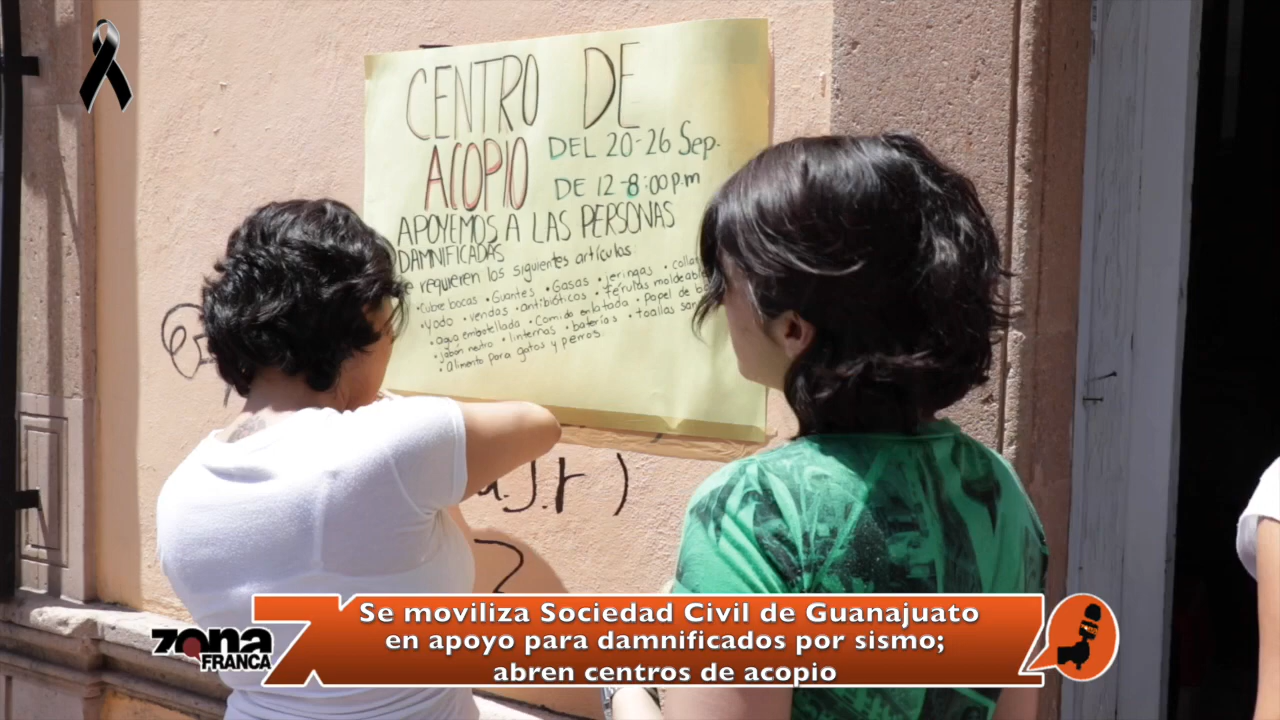 CENTRO DE
ACOPIO DEL 20-26 Sep.
DE 12-8:00 p.m
APOYEMOS A LAS PERSONAS
DAMNIFICADAS
requieren los siguientes artículos:
• Cubre bocas • Guantes • Gasas • jeringas
• Yodo • vendas • antibióticos • férulas
• agua embotellada • Comida enlatada • Papel de
• jabón neutro • linternas • baterías • toallas
• Alimento para gatos y perros.
J.r)
2
Se moviliza Sociedad Civil de Guanajuato
en apoyo para damnificados por sismo;
abren centros de acopio
zona
FRANCA